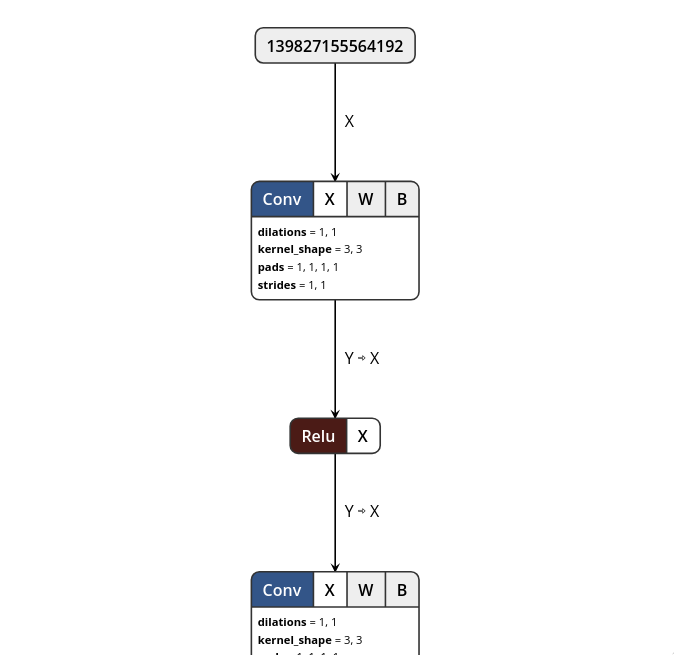 139827155564192
X
Conv X W B
dilations = 1, 1
kernel_shape = 3, 3
pads = 1, 1, 1, 1
strides = 1, 1
Y ➾ X
Relu X
Y ➾ X
Conv X W B
dilations = 1, 1
kernel_shape = 3, 3